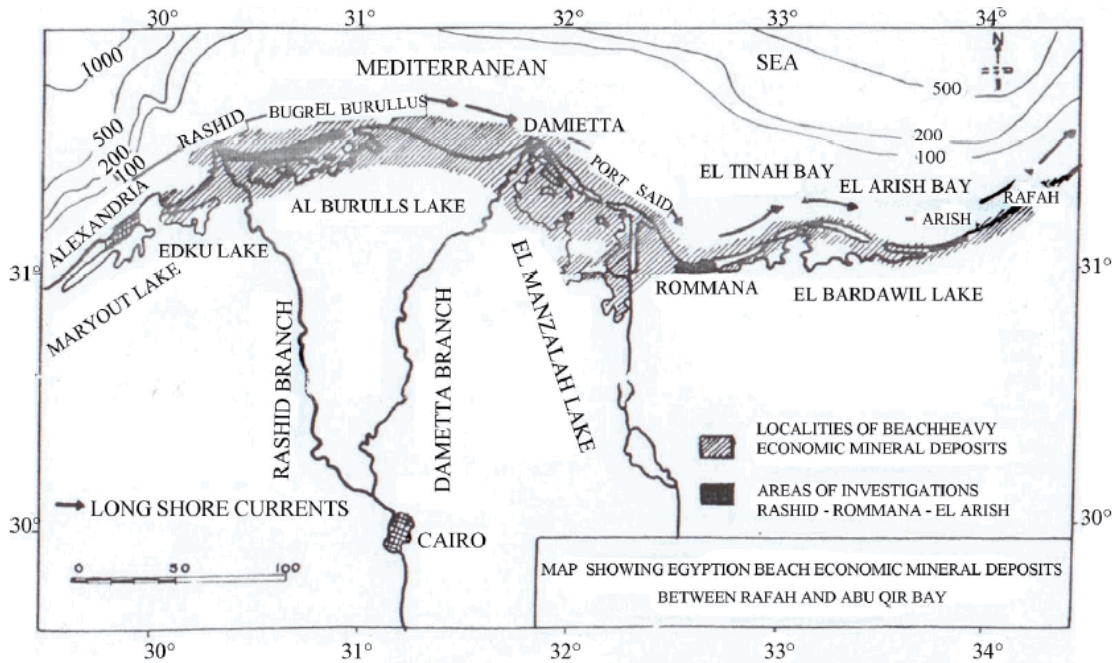 30°
31°
32°
33°
34°
1000
500
200
100
MEDITERRANEAN
SEA
N
500
200
100
RASHID
BUGREL BURULLUS
DAMIETTA
PORT SAID
EL TINAH BAY
EL ARISH BAY
RAFAH
ARISH
ALEXANDRIA
AL BURULLS LAKE
EDKU LAKE
MARYOUT LAKE
31°
31°
ROMMANA
EL BARDAWIL LAKE
EL MANZALAH LAKE
RASHID BRANCH
DAMETTA BRANCH
LOCALITIES OF BEACHHEAVY
ECONOMIC MINERAL DEPOSITS
AREAS OF INVESTIGATIONS
RASHID - ROMMANA - EL ARISH
LONG SHORE CURRENTS
30°
30°
CAIRO
0 50 100
MAP SHOWING EGYPTION BEACH ECONOMIC MINERAL DEPOSITS
BETWEEN RAFAH AND ABU QIR BAY
30°
31°
32°
33°
34°